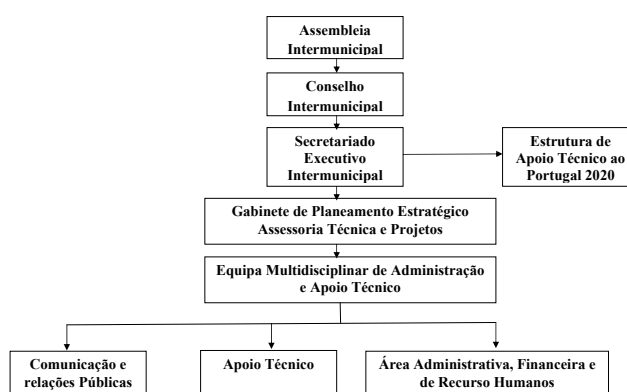 Assembleia
Intermunicipal
Conselho
Intermunicipal
Secretariado
Executivo
Intermunicipal
Estrutura de
Apoio Técnico ao
Portugal 2020
Gabinete de Planeamento Estratégico
Assessoria Técnica e Projetos
Equipa Multidisciplinar de Administração
e Apoio Técnico
Comunicação e
relações Públicas
Apoio Técnico
Área Administrativa, Financeira e
de Recurso Humanos